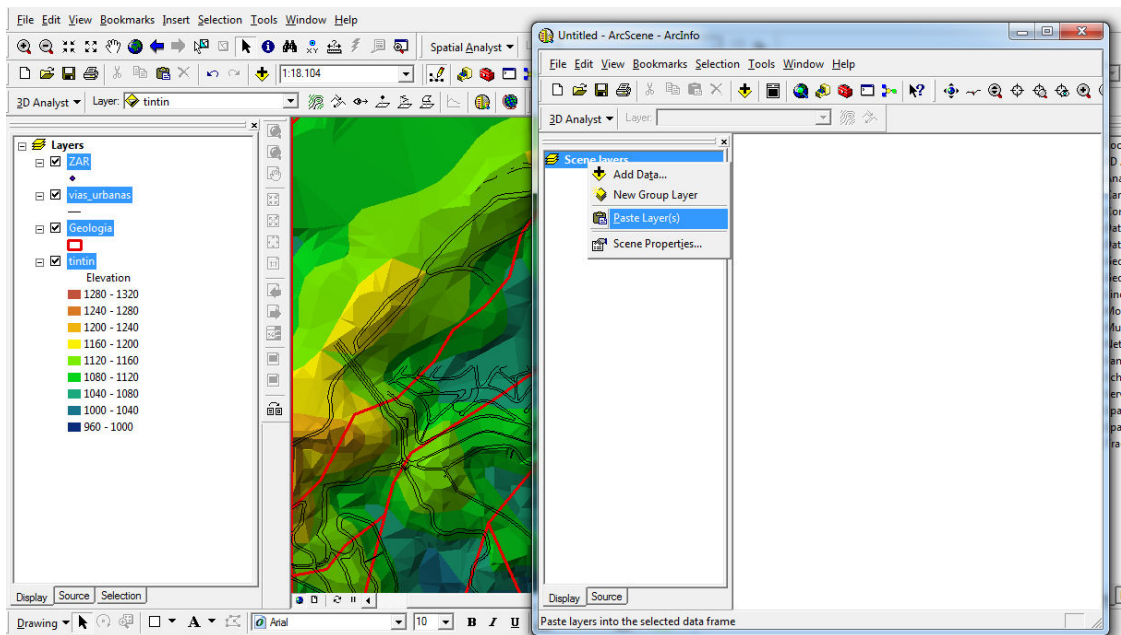 File Edit View Bookmarks Insert Selection Tools Window Help
Spatial Analyst
1:18.104
3D Analyst Layer: tintin
Layers
ZAR
vias_urbanas
Geologia
tintin
Elevation
1280 - 1320
1240 - 1280
1200 - 1240
1160 - 1200
1120 - 1160
1080 - 1120
1040 - 1080
1000 - 1040
960 - 1000
Display Source Selection
Drawing A Arial 10 B I U
Untitled - ArcScene - ArcInfo
File Edit View Bookmarks Selection Tools Window Help
3D Analyst Layer:
Scene layers
Add Data...
New Group Layer
Paste Layer(s)
Scene Properties...
Display Source
Paste layers into the selected data frame